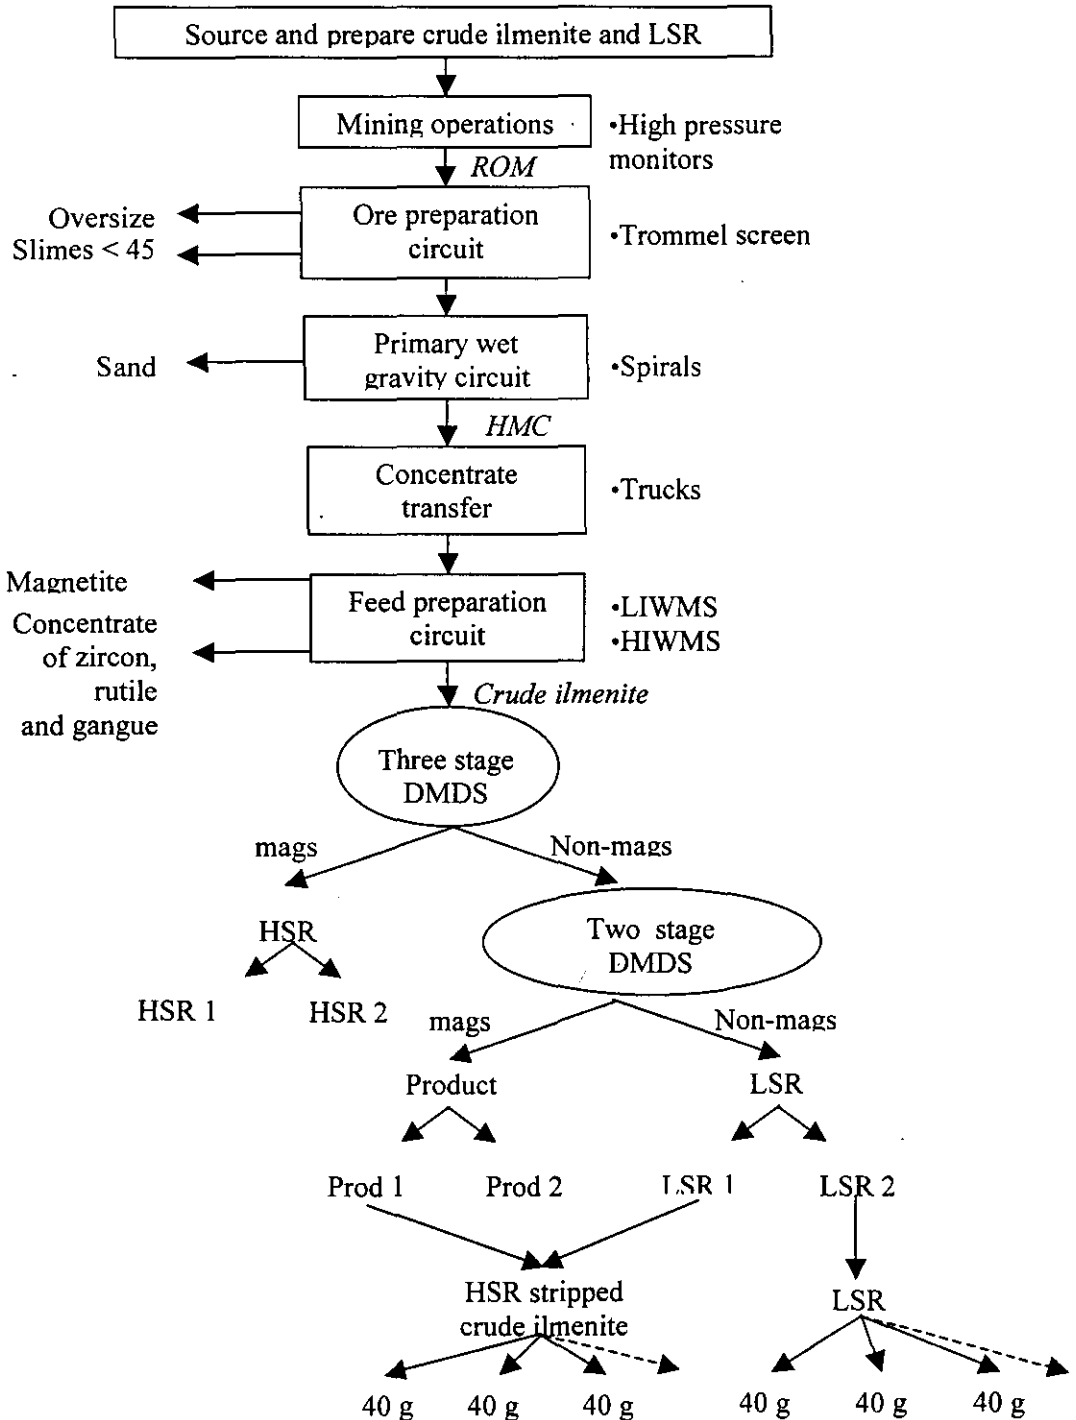 Source and prepare crude ilmenite and LSR
Mining operations
•High pressure
monitors
ROM
Oversize
Slimes < 45
Ore preparation
circuit
•Trommel screen
Sand
Primary wet
gravity circuit
•Spirals
HMC
Concentrate
transfer
•Trucks
Magnetite
Concentrate
of zircon,
rutile
and gangue
Feed preparation
circuit
•LIWMS
•HIWMS
Crude ilmenite
Three stage
DMDS
mags
Non-mags
HSR
Two stage
DMDS
HSR 1
HSR 2
mags
Non-mags
Product
LSR
Prod 1
Prod 2
LSR 1
LSR 2
HSR stripped
crude ilmenite
LSR
40 g
40 g
40 g
40 g
40 g
40 g